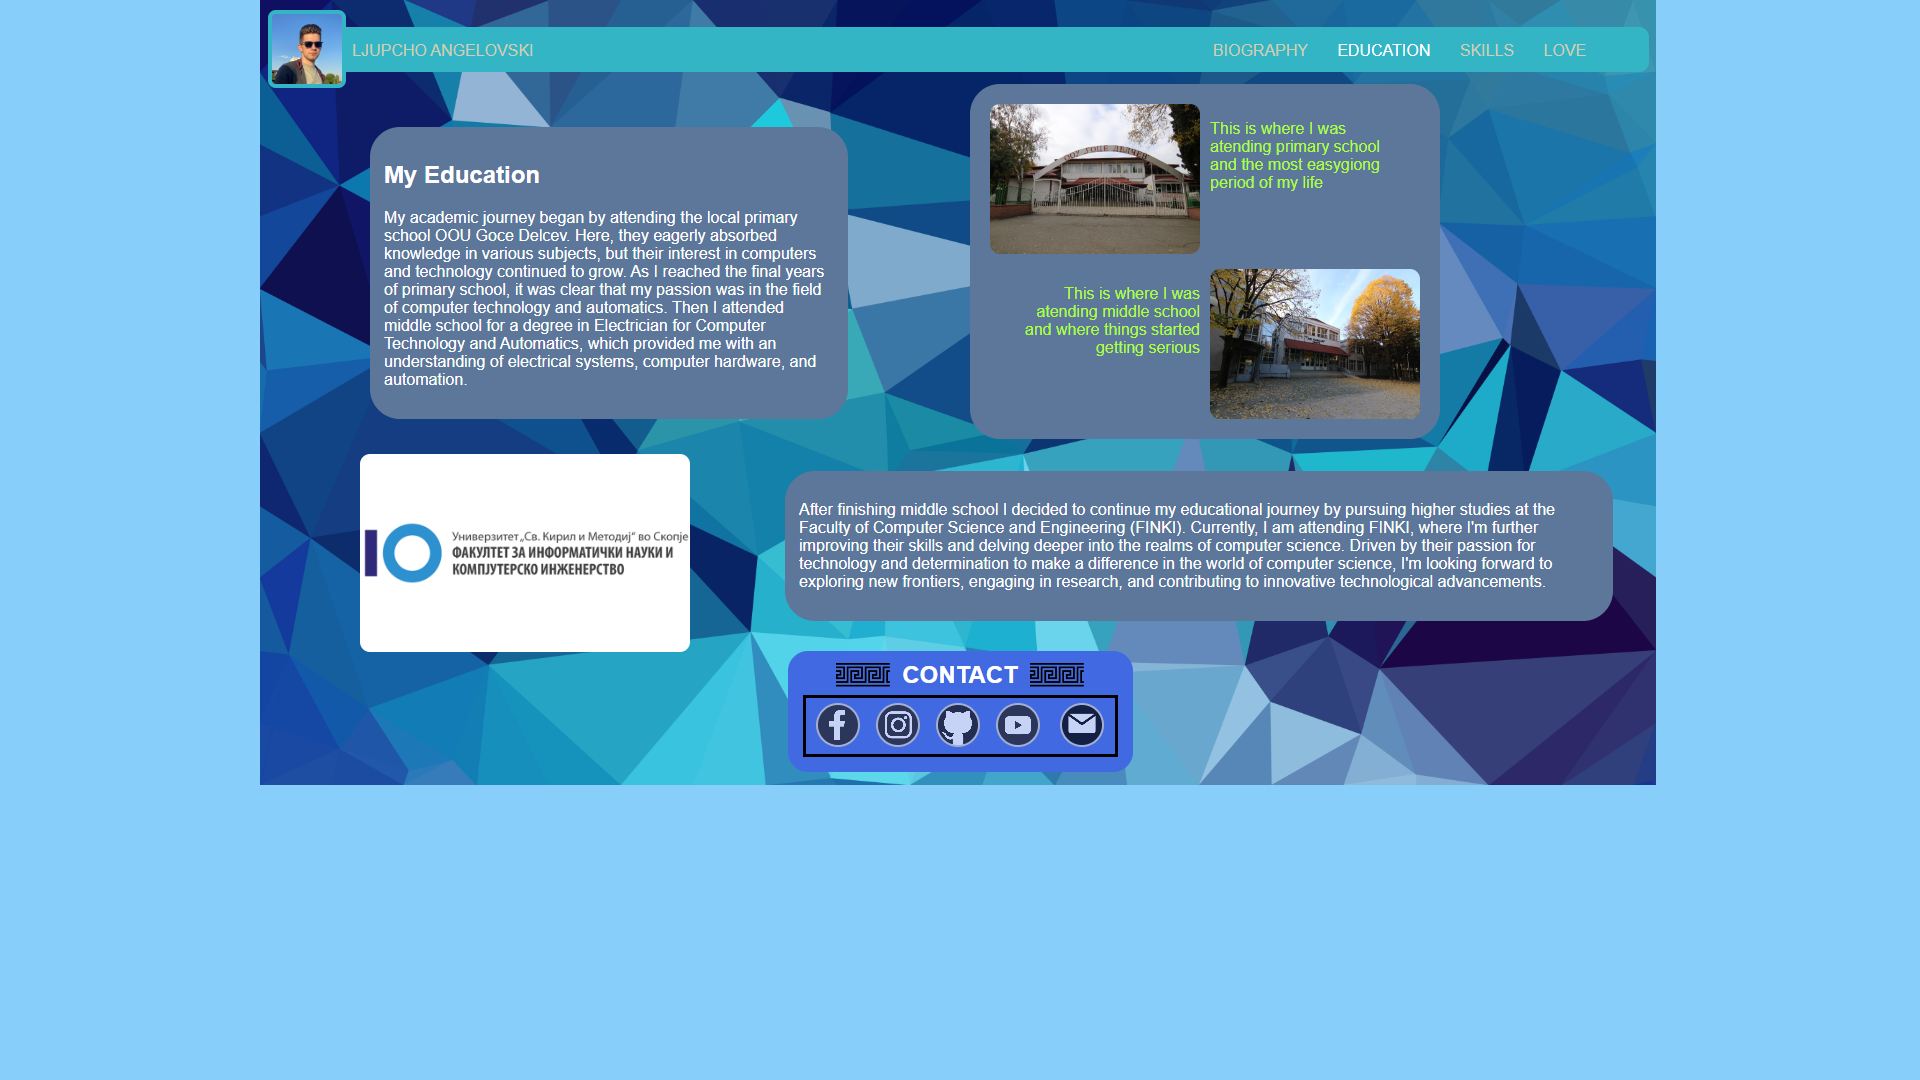 LJUPCHO ANGELOVSKI
BIOGRAPHY
EDUCATION
SKILLS
LOVE
My Education
My academic journey began by attending the local primary
school OOU Goce Delcev. Here, they eagerly absorbed
knowledge in various subjects, but their interest in computers
and technology continued to grow. As I reached the final years
of primary school, it was clear that my passion was in the field
of computer technology and automatics. Then I attended
middle school for a degree in Electrician for Computer
Technology and Automatics, which provided me with an
understanding of electrical systems, computer hardware, and
automation.
This is where I was
atending primary school
and the most easygiong
period of my life
This is where I was
atending middle school
and where things started
getting serious
Универзитет „Св. Кирил и Методиј“ во Скопје
ФАКУЛТЕТ ЗА ИНФОРМАТИЧКИ НАУКИ И
КОМПЈУТЕРСКО ИНЖЕНЕРСТВО
After finishing middle school I decided to continue my educational journey by pursuing higher studies at the
Faculty of Computer Science and Engineering (FINKI). Currently, I am attending FINKI, where I'm further
improving their skills and delving deeper into the realms of computer science. Driven by their passion for
technology and determination to make a difference in the world of computer science, I'm looking forward to
exploring new frontiers, engaging in research, and contributing to innovative technological advancements.
CONTACT